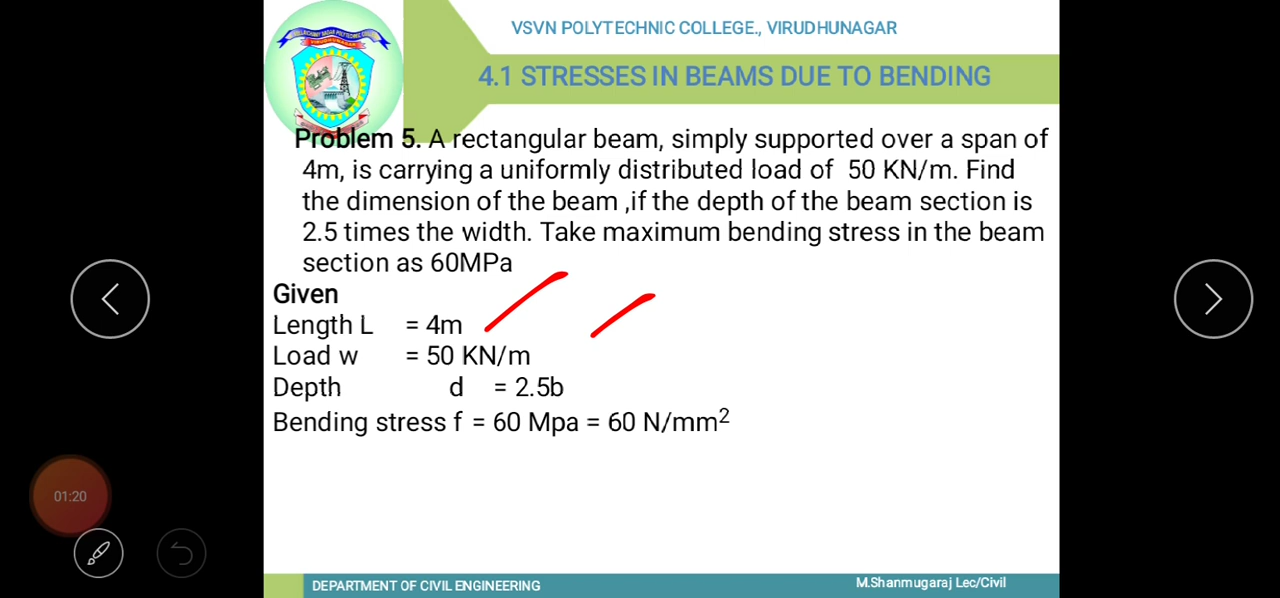 VSVN POLYTECHNIC COLLEGE., VIRUDHUNAGAR
4.1 STRESSES IN BEAMS DUE TO BENDING
Problem 5. A rectangular beam, simply supported over a span of
4m, is carrying a uniformly distributed load of 50 KN/m. Find
the dimension of the beam ,if the depth of the beam section is
2.5 times the width. Take maximum bending stress in the beam
section as 60MPa
Given
Length L = 4m
Load w = 50 KN/m
Depth d = 2.5b
Bending stress f = 60 Mpa = 60 N/mm²
01:20
DEPARTMENT OF CIVIL ENGINEERING
M.Shanmugaraj Lec/Civil